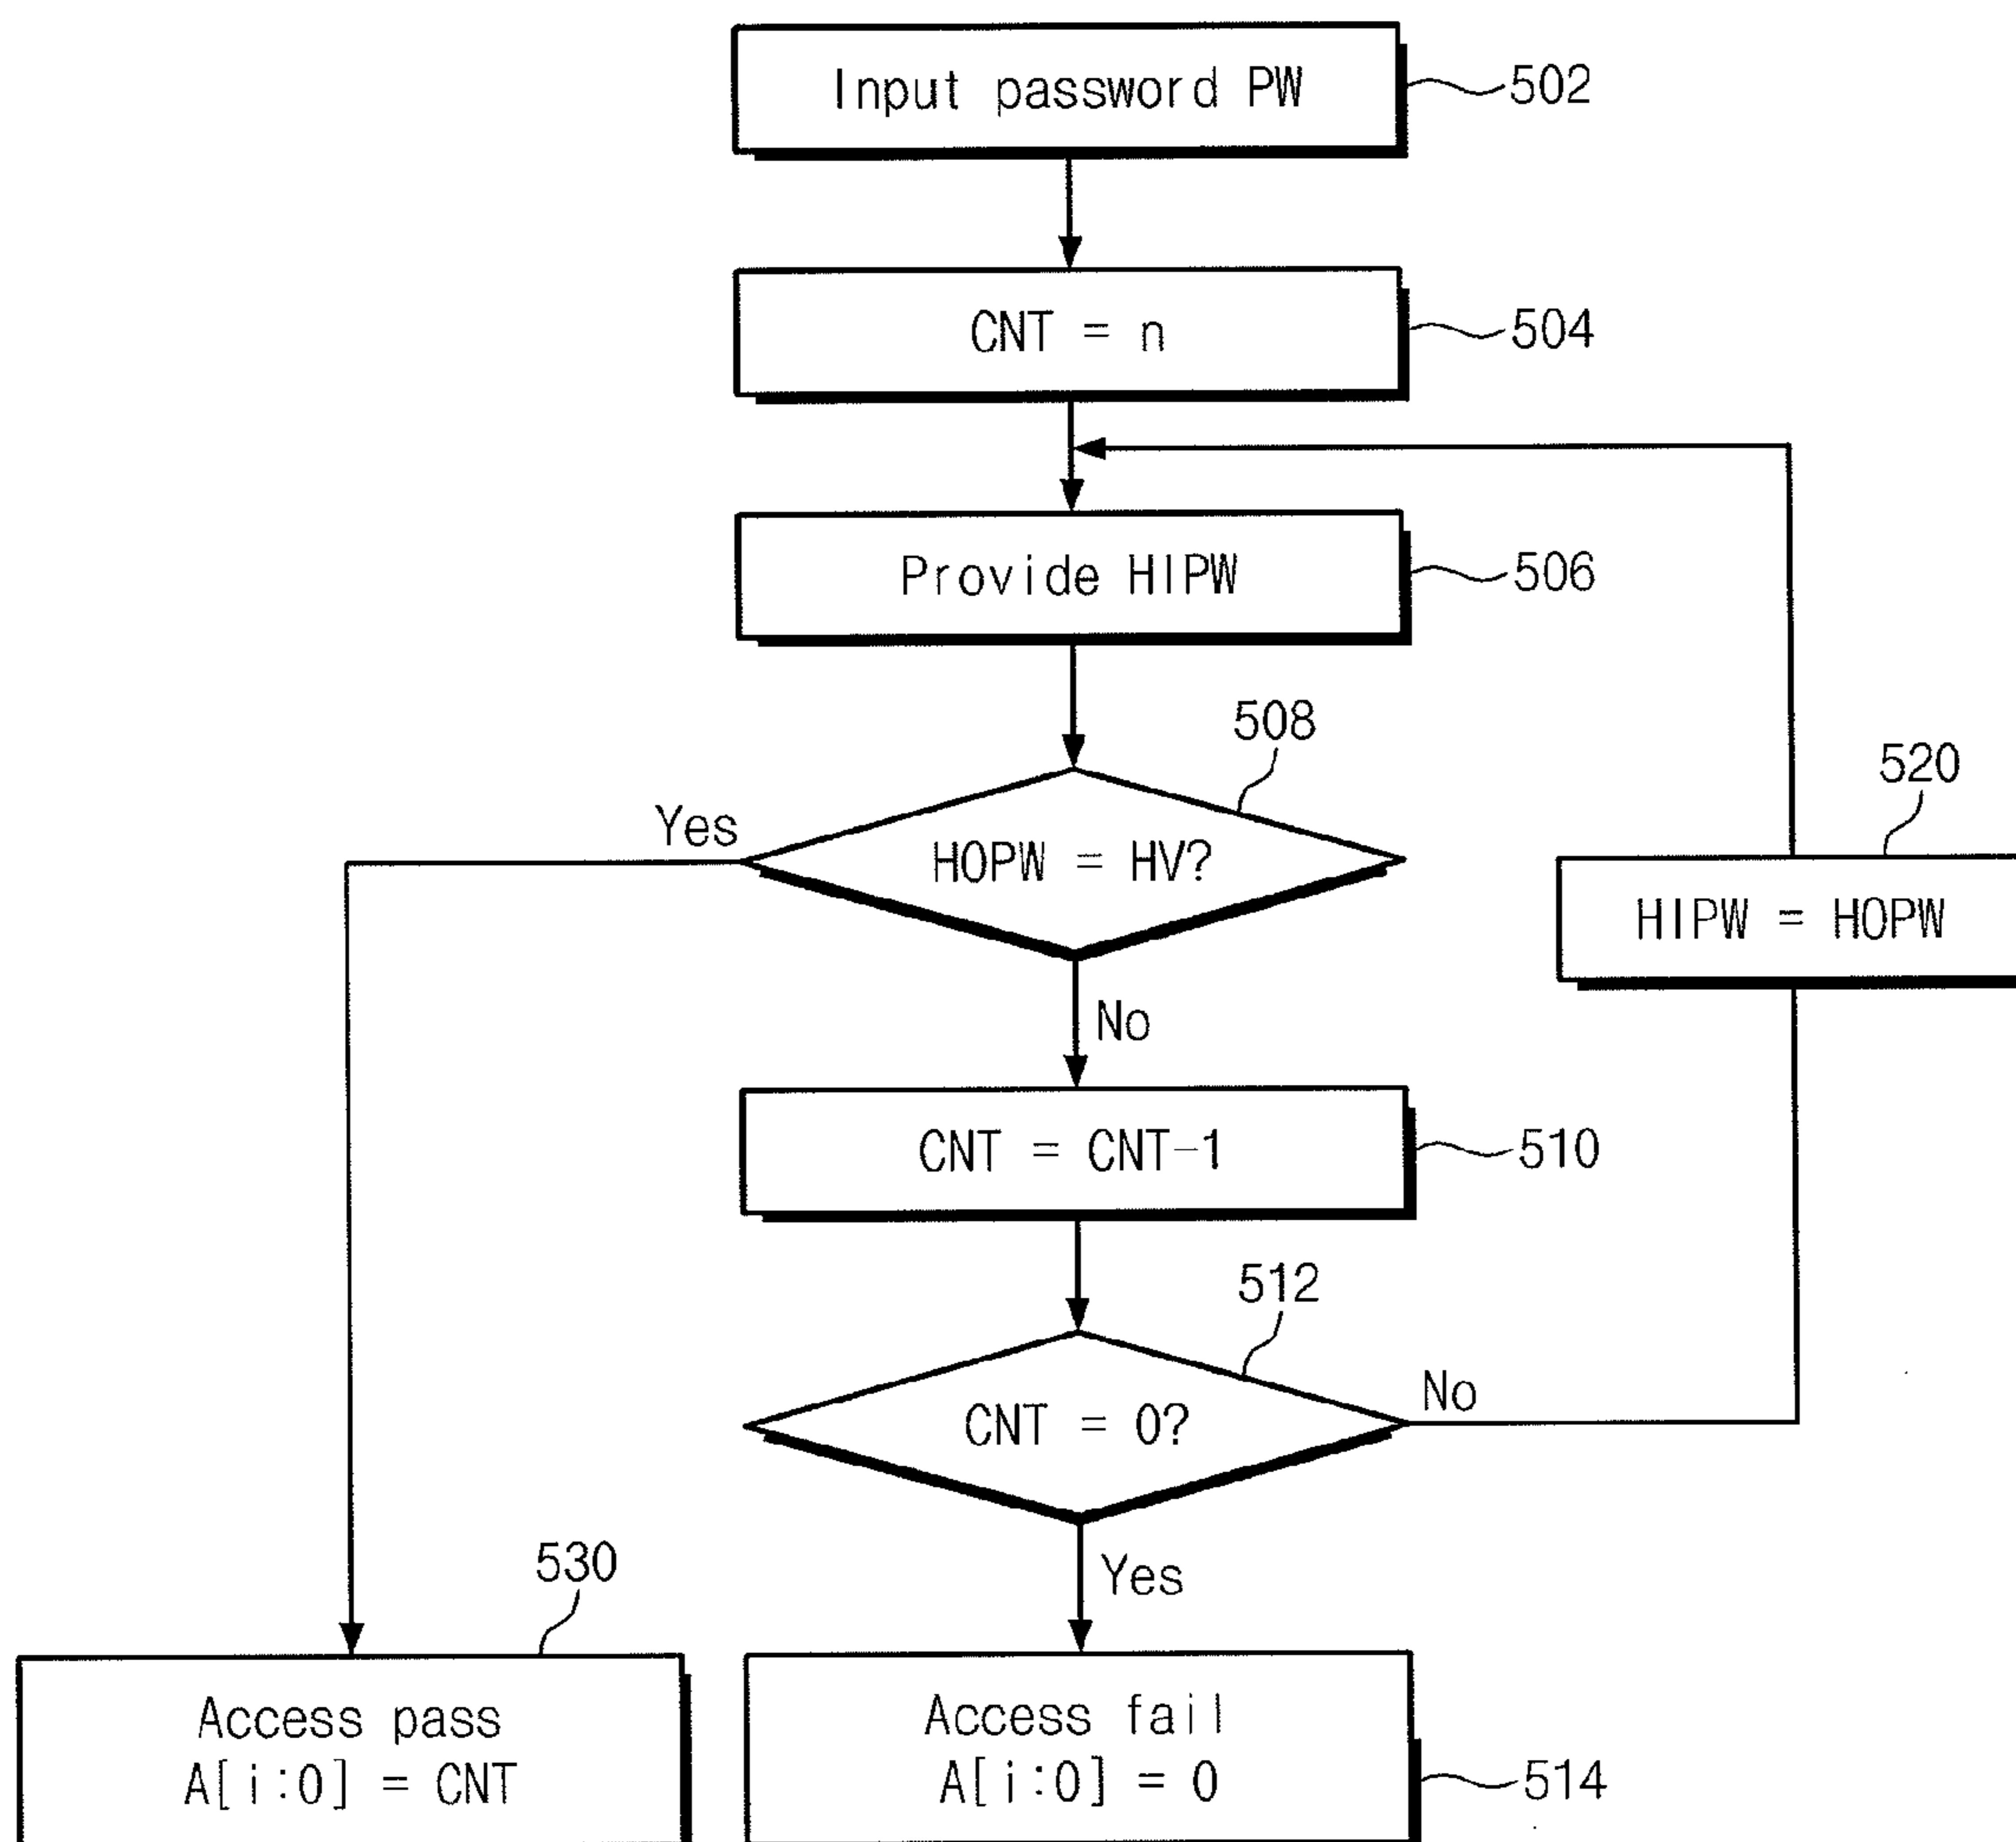 Input password PW
502
CNT = n
504
Provide HIPW
506
508
Yes
HOPW = HV?
520
HIPW = HOPW
No
CNT = CNT-1
510
512
CNT = 0?
No
530
Yes
Access pass
A[i:0] = CNT
Access fail
A[i:0] = 0
514